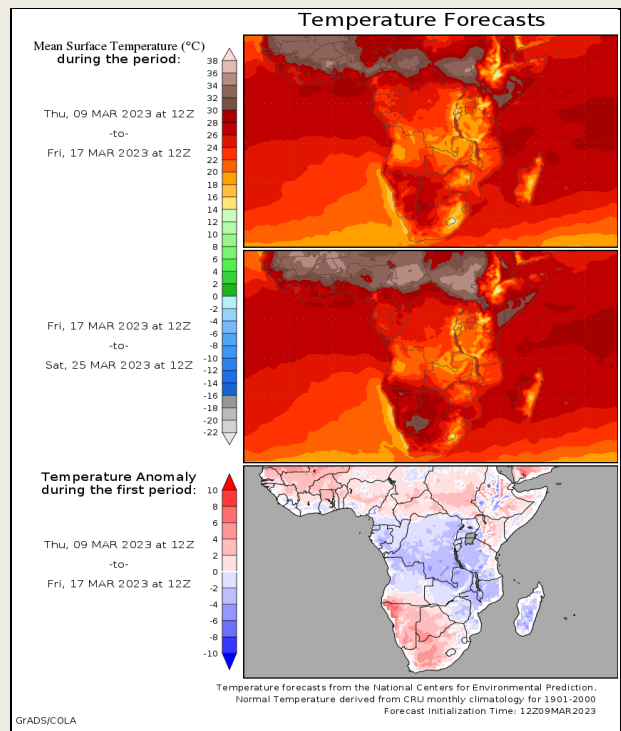 Temperature Forecasts
Mean Surface Temperature (°C)
during the period:
Thu, 09 MAR 2023 at 12Z
-to-
Fri, 17 MAR 2023 at 12Z
38
36
34
32
30
28
26
24
22
20
18
16
14
12
10
8
6
4
2
0
-2
-4
-6
-8
-10
-12
-14
-16
-18
-20
-22
Fri, 17 MAR 2023 at 12Z
-to-
Sat, 25 MAR 2023 at 12Z
Temperature Anomaly
during the first period:
Thu, 09 MAR 2023 at 12Z
-to-
Fri, 17 MAR 2023 at 12Z
10
8
6
4
2
0
-2
-4
-6
-8
-10
Temperature forecasts from the National Centers for Environmental Prediction.
Normal Temperature derived from CRU monthly climatology for 1901-2000
Forecast Initialization Time: 12Z09MAR2023
GrADS/COLA